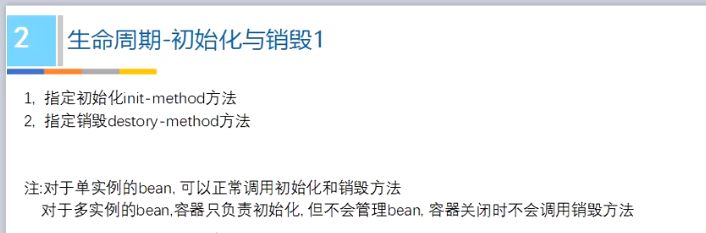 2
生命周期-初始化与销毁1
1, 指定初始化init-method方法
2, 指定销毁destory-method方法
注:对于单实例的bean, 可以正常调用初始化和销毁方法
对于多实例的bean,容器只负责初始化, 但不会管理bean, 容器关闭时不会调用销毁方法